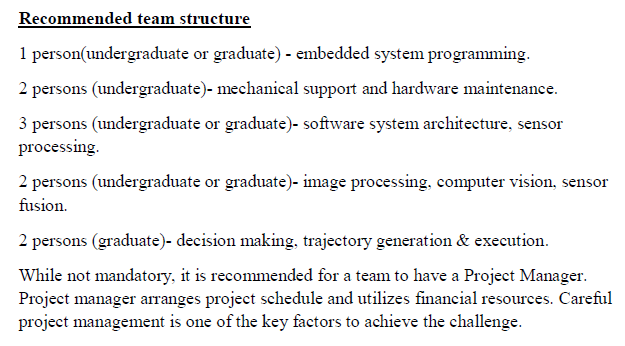 Recommended team structure
1 person(undergraduate or graduate) - embedded system programming.
2 persons (undergraduate)- mechanical support and hardware maintenance.
3 persons (undergraduate or graduate)- software system architecture, sensor
processing.
2 persons (undergraduate or graduate)- image processing, computer vision, sensor
fusion.
2 persons (graduate)- decision making, trajectory generation & execution.
While not mandatory, it is recommended for a team to have a Project Manager.
Project manager arranges project schedule and utilizes financial resources. Careful
project management is one of the key factors to achieve the challenge.